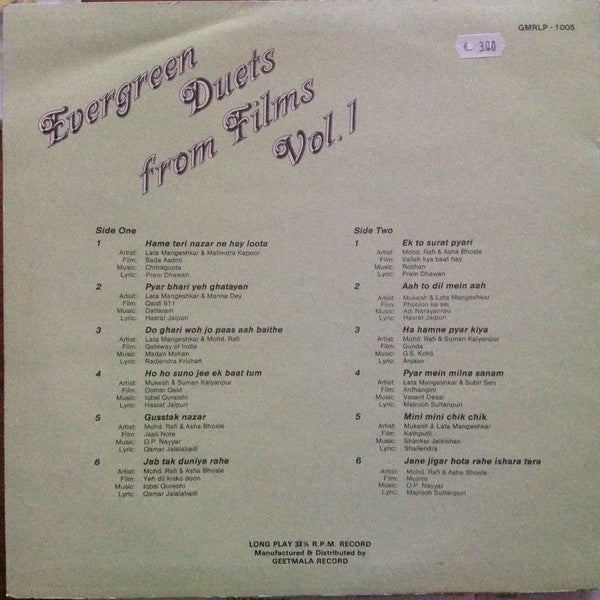 GMRLP - 1005
€ 3.00
Evergreen
Duets
from Films
Vol. 1
Side One
1 Hame teri nazar ne hay loota
Artist: Lata Mangeshkar & Mahindra Kapoor
Film: Bada Aadmi
Music: Chitragupta
Lyric: Prem Dhawan
2 Pyar bhari yeh ghatayen
Artist: Lata Mangeshkar & Manna Dey
Film: Qaidi 911
Music: Dattaram
Lyric: Hasrat Jaipuri
3 Do ghari woh jo paas aah baithe
Artist: Lata Mangeshkar & Mohd. Rafi
Film: Gateway of India
Music: Madan Mohan
Lyric: Radjendra Krishan
4 Ho ho suno jee ek baat tum
Artist: Mukesh & Suman Kalyanpur
Film: Oomar Qaid
Music: Iqbal Quraishi
Lyric: Hasrat Jaipuri
5 Gusstak nazar
Artist: Mohd. Rafi & Asha Bhosle
Film: Jaali Note
Music: O.P. Nayyar
Lyric: Qamar Jalalabadi
6 Jab tak duniya rahe
Artist: Mohd. Rafi & Asha Bhosle
Film: Yeh dil kisko doon
Music: Iqbal Qureshi
Lyric: Qamar Jalalabadi
Side Two
1 Ek to surat pyari
Artist: Mohd. Rafi & Asha Bhosle
Film: Vallah kya baat hay
Music: Roshan
Lyric: Prem Dhawan
2 Aah to dil mein aah
Artist: Mukesh & Lata Mangeshkar
Film: Phoolon ke sej
Music: Adi Narayanrau
Lyric: Hasrat Jaipuri
3 Ha hamne pyar kiya
Artist: Mohd. Rafi & Suman Kalyanpur
Film: Gunda
Music: G.S. Kohli
Lyric: Anjaan
4 Pyar mein milna sanam
Artist: Lata Mangeshkar & Subir Sen
Film: Ardhangini
Music: Vasant Desai
Lyric: Majrooh Sultanpuri
5 Mini mini chik chik
Artist: Mukesh & Lata Mangeshkar
Film: Kathputli
Music: Shankar Jaikishan
Lyric: Shailendra
6 Jane jigar hota rahe ishara tera
Artist: Mohd. Rafi & Asha Bhosle
Film: Mujrim
Music: O.P. Nayyar
Lyric: Majrooh Sultanpuri
LONG PLAY 33⅓ R.P.M. RECORD
Manufactured & Distributed by
GEETMALA RECORD